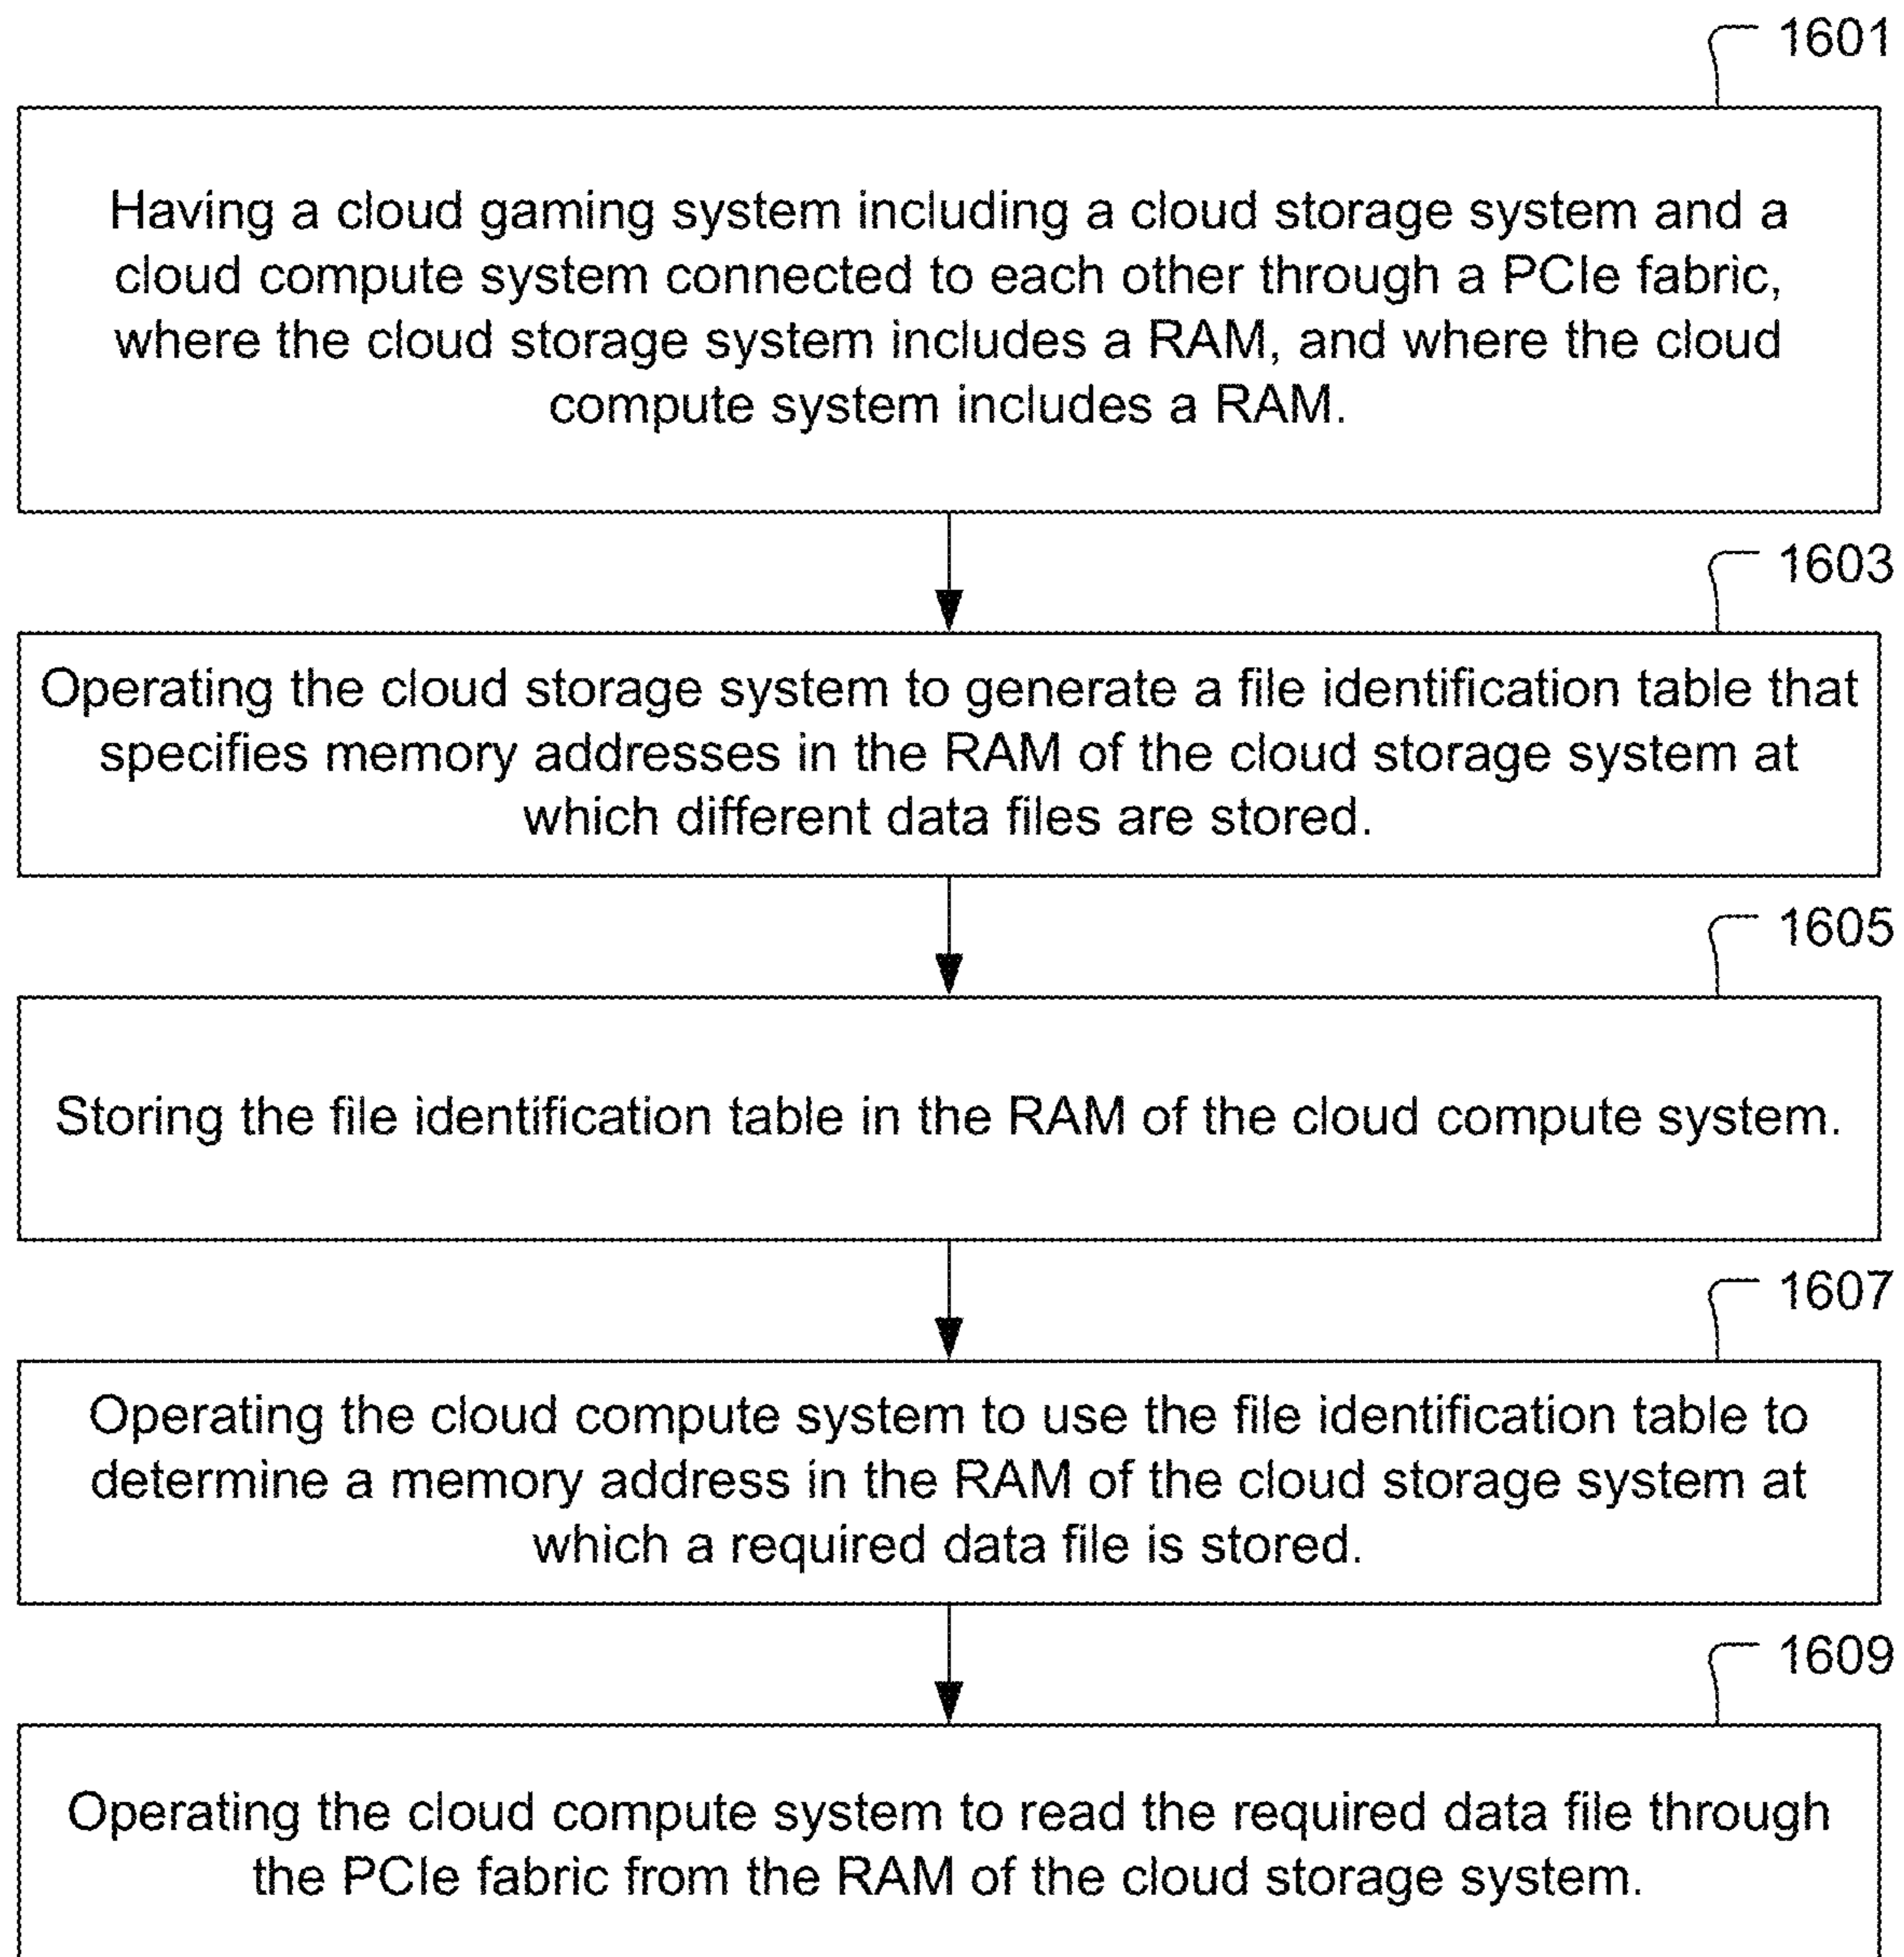 1601
Having a cloud gaming system including a cloud storage system and a
cloud compute system connected to each other through a PCIe fabric,
where the cloud storage system includes a RAM, and where the cloud
compute system includes a RAM.
1603
Operating the cloud storage system to generate a file identification table that
specifies memory addresses in the RAM of the cloud storage system at
which different data files are stored.
1605
Storing the file identification table in the RAM of the cloud compute system.
1607
Operating the cloud compute system to use the file identification table to
determine a memory address in the RAM of the cloud storage system at
which a required data file is stored.
1609
Operating the cloud compute system to read the required data file through
the PCIe fabric from the RAM of the cloud storage system.